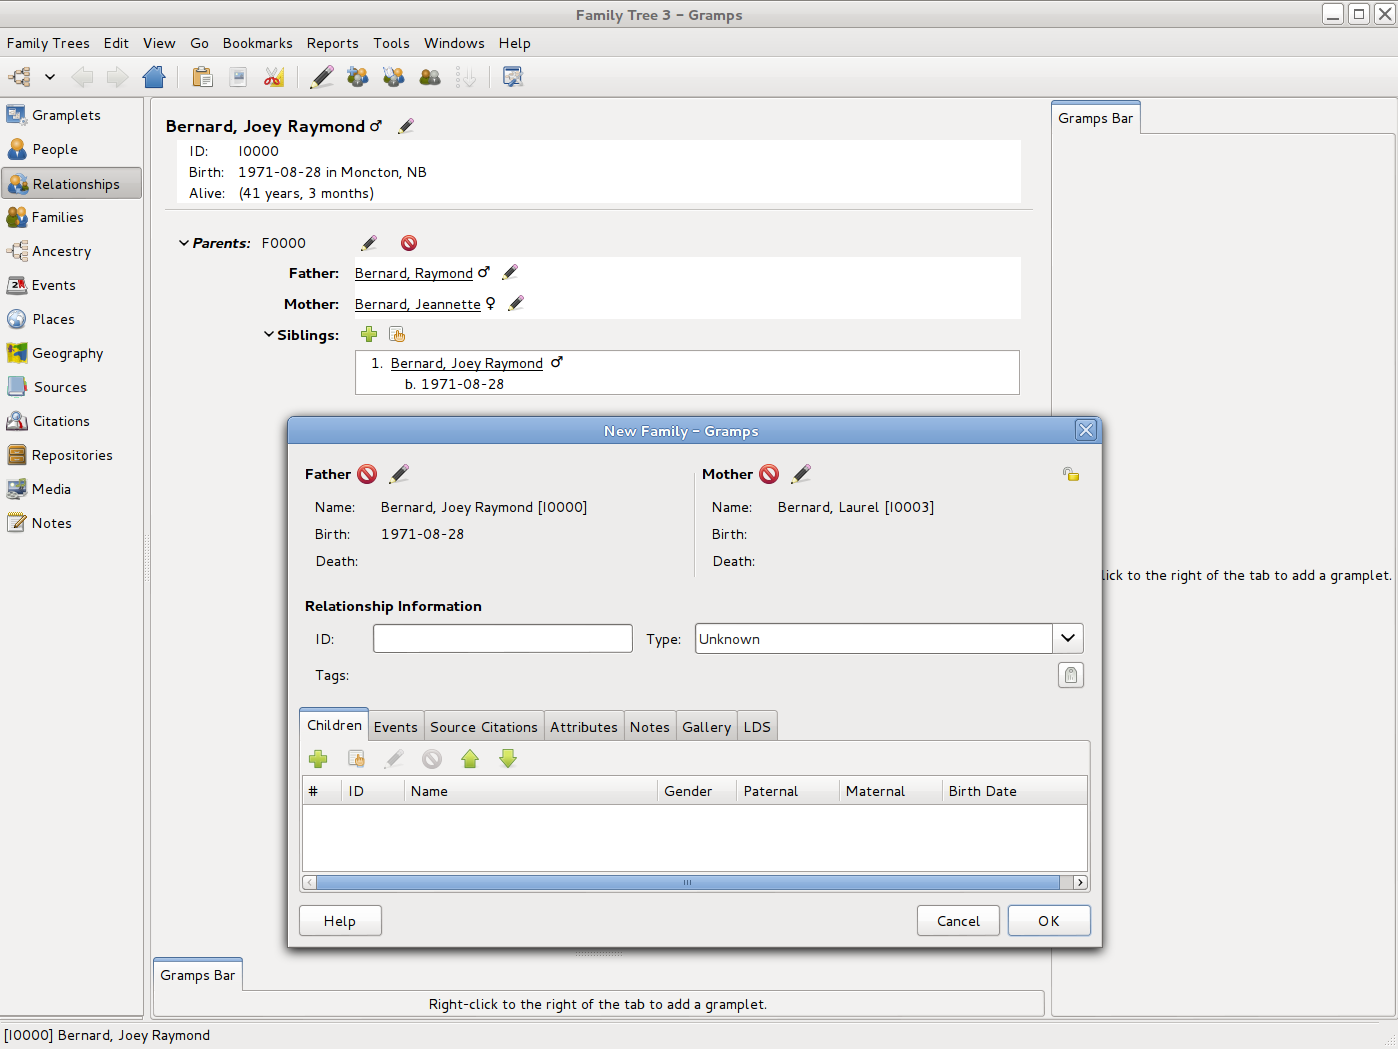 Family Tree 3 - Gramps
Family Trees Edit View Go Bookmarks Reports Tools Windows Help
Gramplets
People
Relationships
Families
Ancestry
Events
Places
Geography
Sources
Citations
Repositories
Media
Notes
Bernard, Joey Raymond ♂
ID: I0000
Birth: 1971-08-28 in Moncton, NB
Alive: (41 years, 3 months)
Parents: F0000
Father: Bernard, Raymond ♂
Mother: Bernard, Jeannette ♀
Siblings:
1. Bernard, Joey Raymond ♂
b. 1971-08-28
Gramps Bar
lick to the right of the tab to add a gramplet.
New Family - Gramps
Father Mother
Name: Bernard, Joey Raymond [I0000] Name: Bernard, Laurel [I0003]
Birth: 1971-08-28 Birth:
Death: Death:
Relationship Information
ID: Type: Unknown
Tags:
Children Events Source Citations Attributes Notes Gallery LDS
# ID Name Gender Paternal Maternal Birth Date
Help Cancel OK
Gramps Bar
Right-click to the right of the tab to add a gramplet.
[I0000] Bernard, Joey Raymond